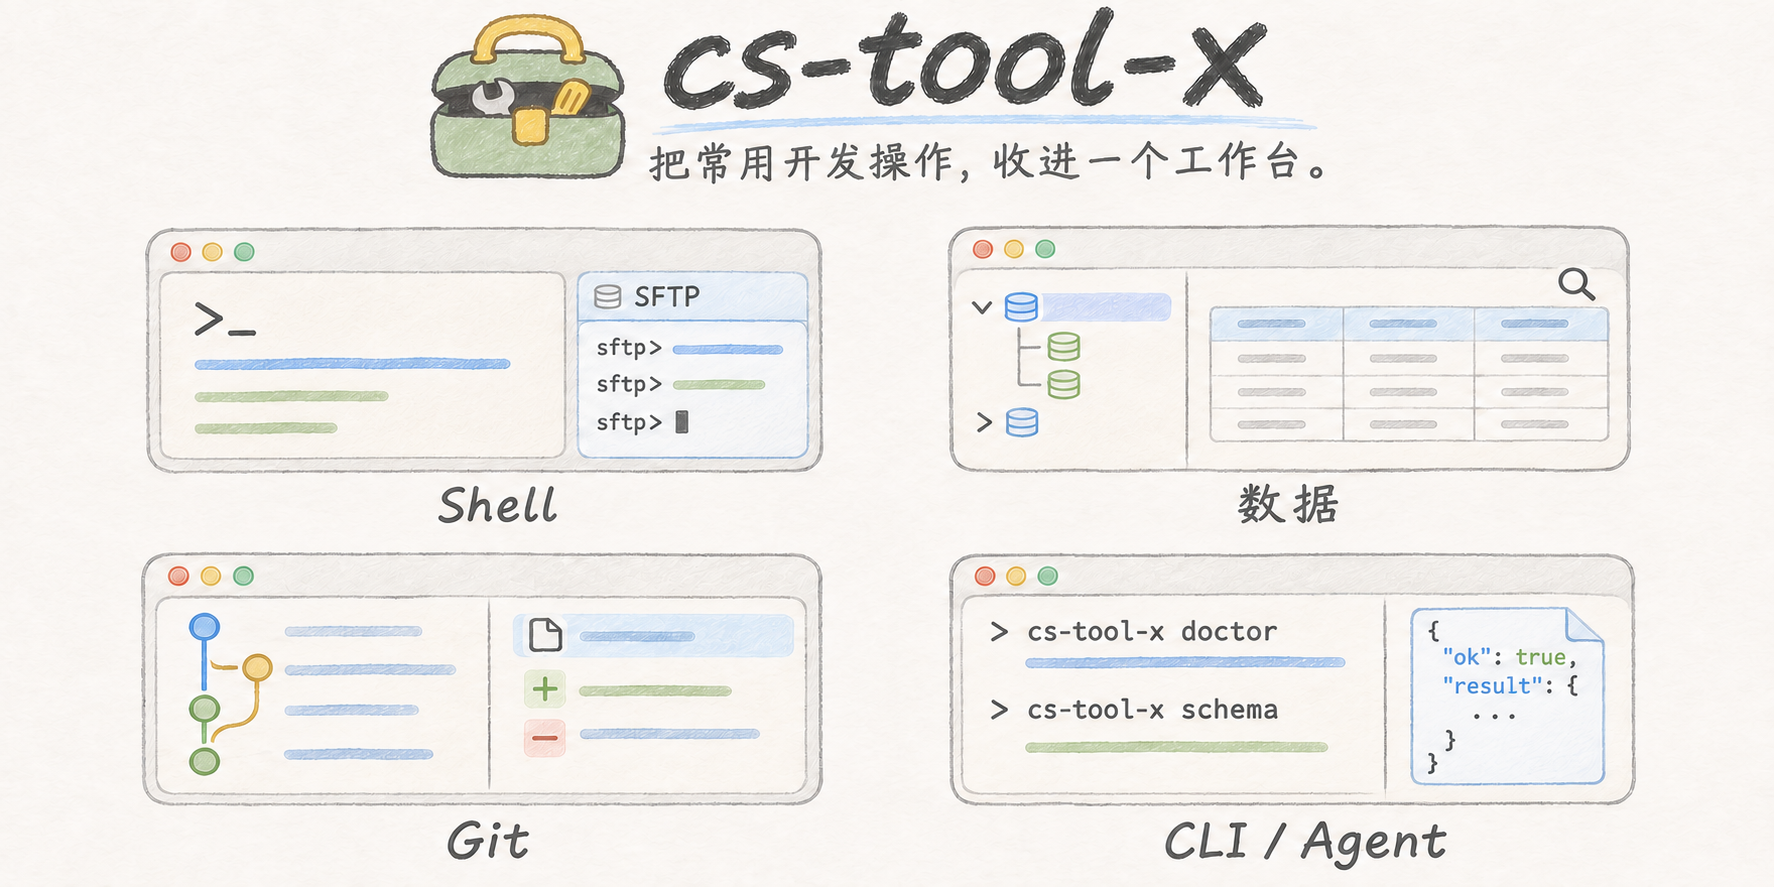 cs-tool-x
把常用开发操作，收进一个工作台。
>_
SFTP
sftp>
sftp>
sftp>
Shell
数据
Git
> cs-tool-x doctor
> cs-tool-x schema
{
"ok": true,
"result": {
...
}
}
CLI / Agent